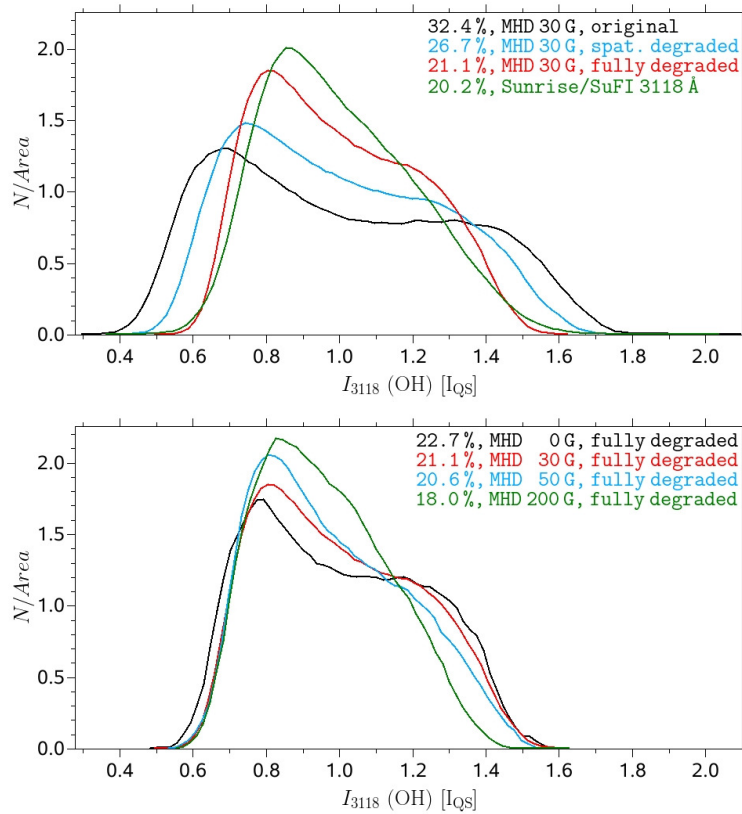 32.4 %, MHD 30 G, original
26.7 %, MHD 30 G, spat. degraded
21.1 %, MHD 30 G, fully degraded
20.2 %, Sunrise/SuFI 3118 Å
N/Area
2.0
1.5
1.0
0.5
0.0
0.4 0.6 0.8 1.0 1.2 1.4 1.6 1.8 2.0
I3118 (OH) [IQS]
22.7 %, MHD 0 G, fully degraded
21.1 %, MHD 30 G, fully degraded
20.6 %, MHD 50 G, fully degraded
18.0 %, MHD 200 G, fully degraded
N/Area
2.0
1.5
1.0
0.5
0.0
0.4 0.6 0.8 1.0 1.2 1.4 1.6 1.8 2.0
I3118 (OH) [IQS]